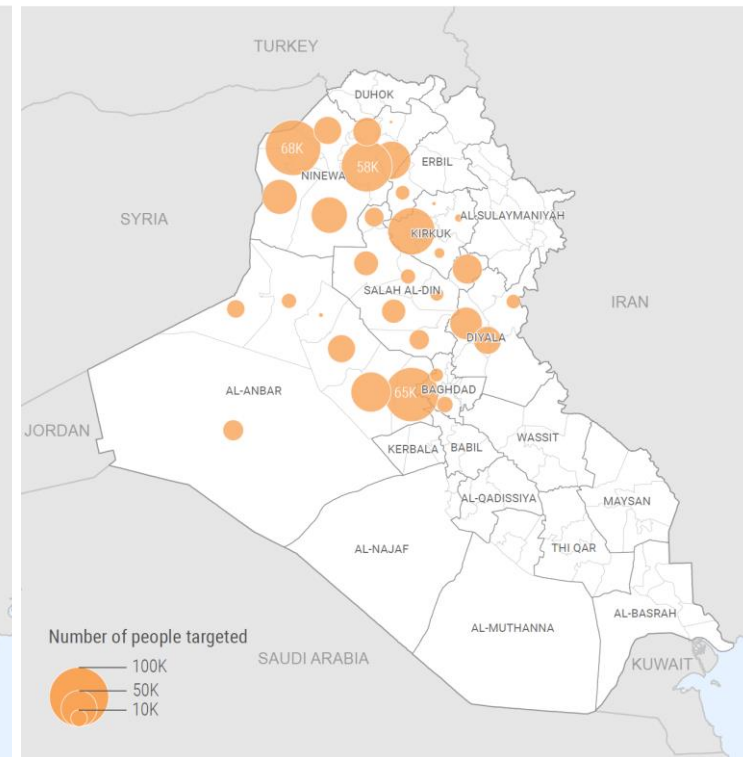 TURKEY
DUHOK
68K
58K
ERBIL
NINEWA
SYRIA
AL-SULAYMANIYAH
KIRKUK
SALAH AL-DIN
IRAN
DIYALA
AL-ANBAR
65K
BAGHDAD
JORDAN
WASSIT
KERBALA
BABIL
AL-QADISSIYA
MAYSAN
AL-NAJAF
THI QAR
AL-BASRAH
AL-MUTHANNA
Number of people targeted
SAUDI ARABIA
KUWAIT
100K
50K
10K